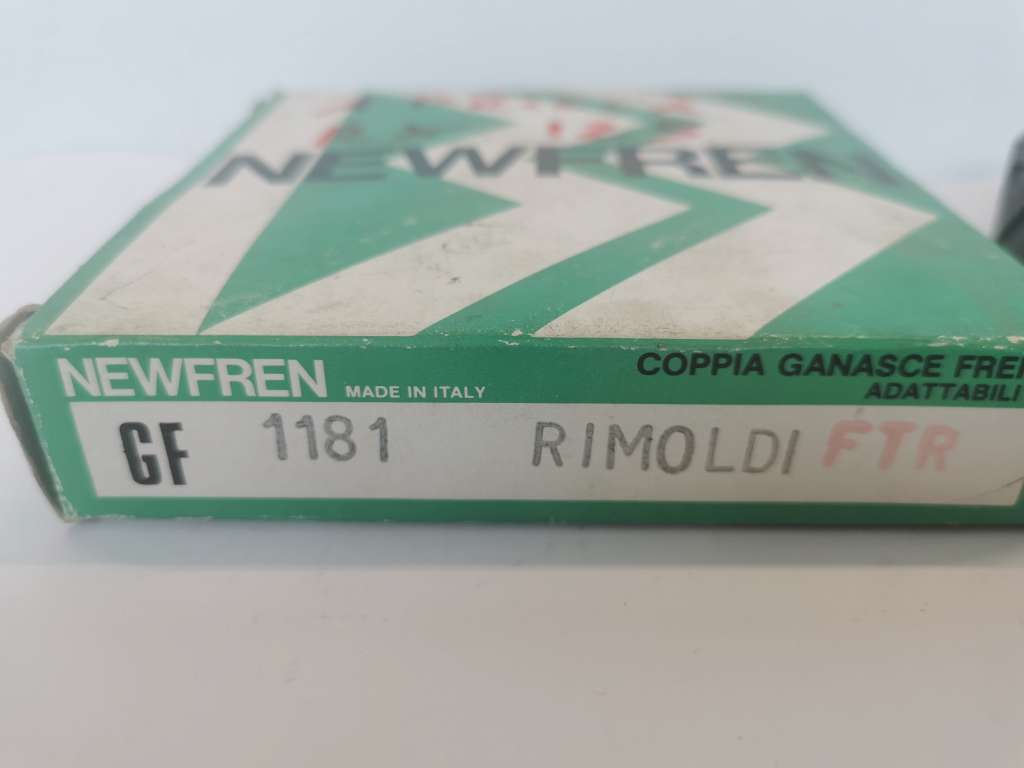 NEWFREN
NEWFREN MADE IN ITALY
COPPIA GANASCE FRE
ADATTABILI
GF 1181 RIMOLDI FTR